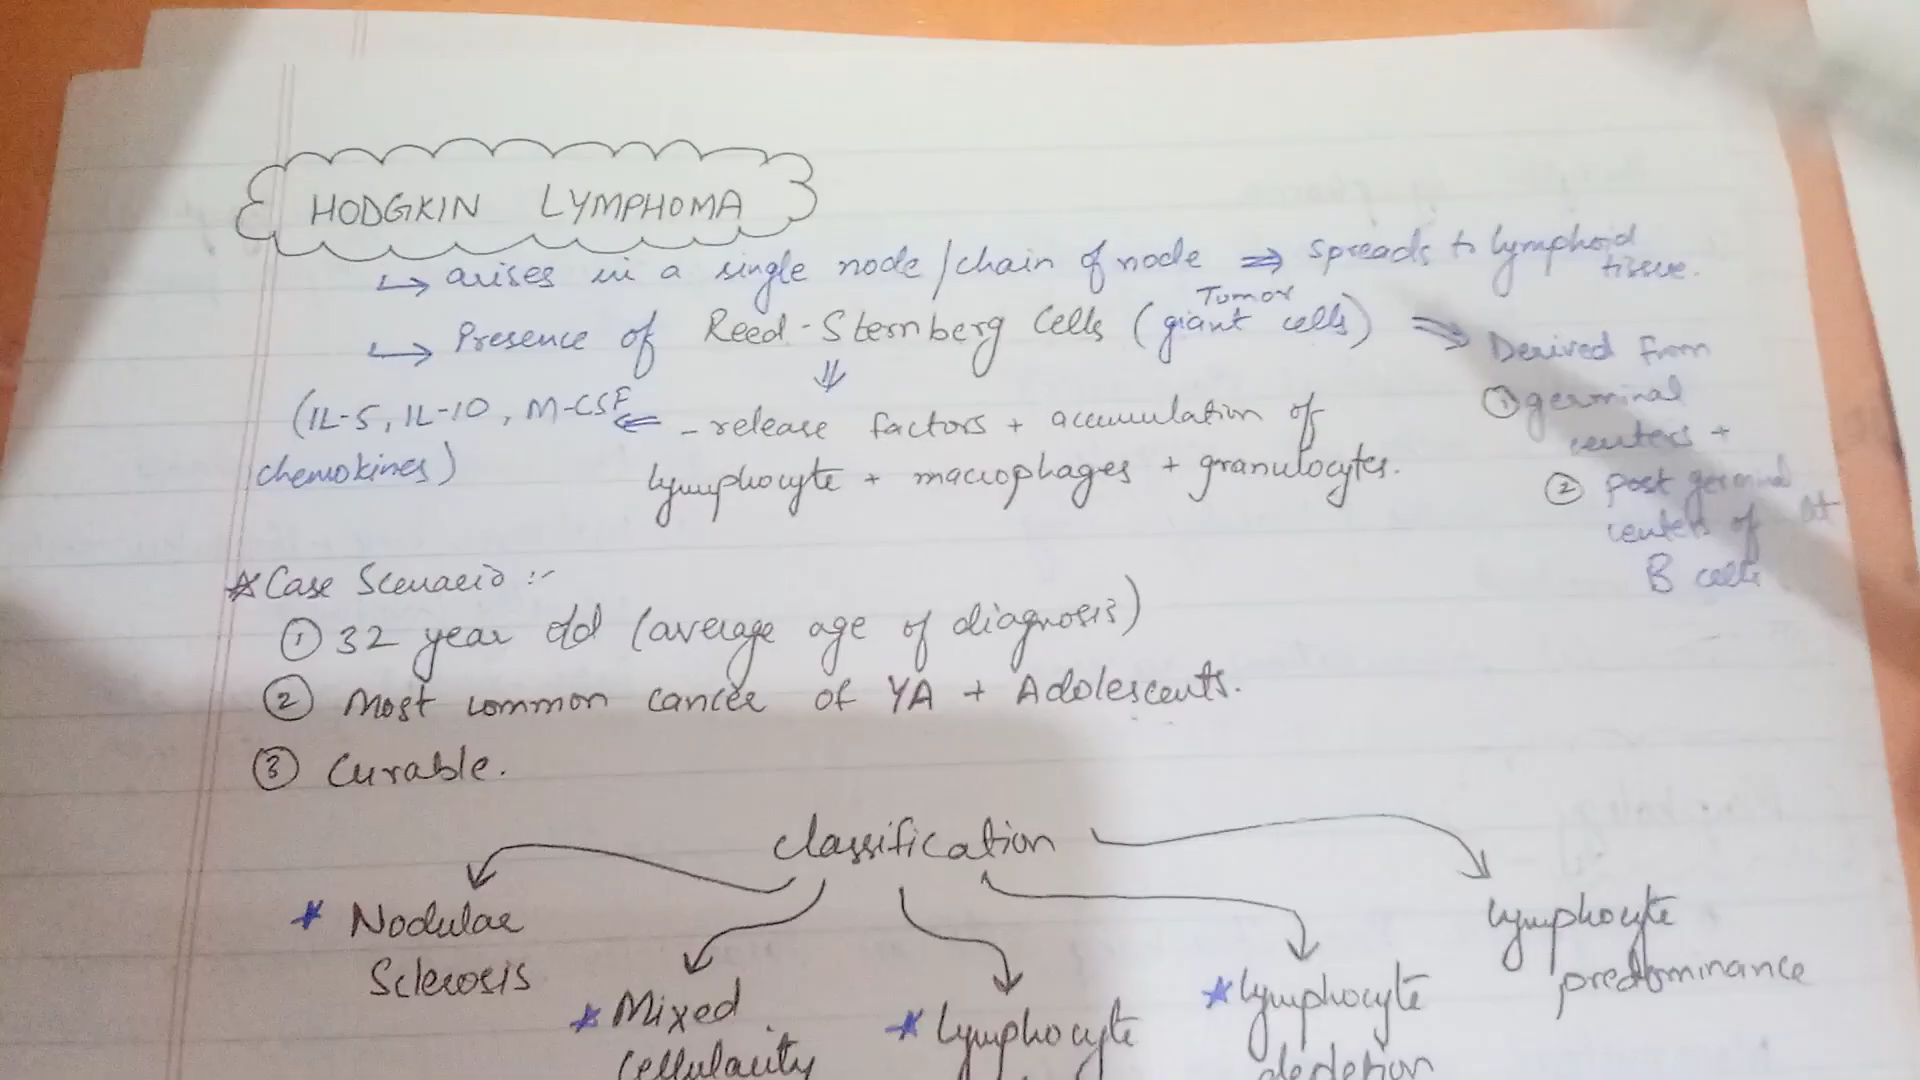 HODGKIN LYMPHOMA
↳ arises in a single node/chain of node ⇒ spreads to lymphoid
tissue.
Tumor
↳ Presence of Reed-Sternberg Cells (giant cells) ⇒ Derived from
① germinal
centers +
② post germinal
centers of
B cells
⇓
(IL-5, IL-10, M-CSF ⇐ - release factors + accumulation of
chemokines)
lymphocyte + macrophages + granulocytes.
☆ Case Scenario :-
① 32 year old (average age of diagnosis)
② Most common cancer of YA + Adolescents.
③ Curable.
classification
* Nodular
Sclerosis
* Mixed
cellularity
* lymphocyte
* lymphocyte
depletion
lymphocyte
predominance